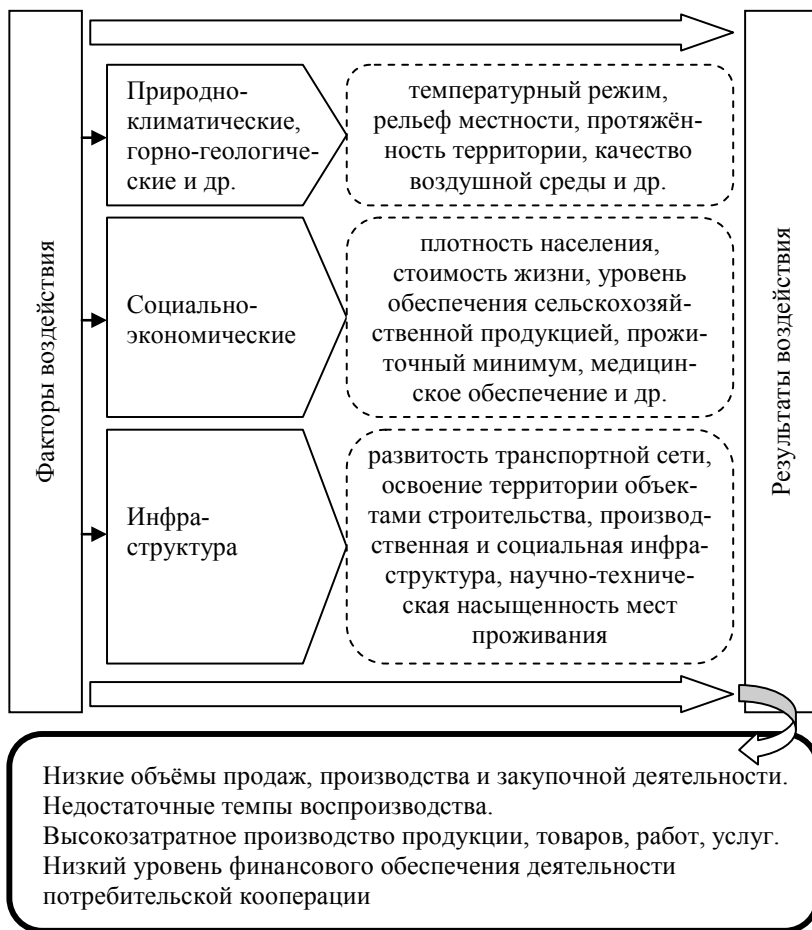 Факторы воздействия
Природно-
климатические,
горно-геологиче-
ские и др.
температурный режим,
рельеф местности, протяжён-
ность территории, качество
воздушной среды и др.
Социально-
экономические
плотность населения,
стоимость жизни, уровень
обеспечения сельскохозяй-
ственной продукцией, прожи-
точный минимум, медицин-
ское обеспечение и др.
Инфра-
структура
развитость транспортной сети,
освоение территории объек-
тами строительства, производ-
ственная и социальная инфра-
структура, научно-техниче-
ская насыщенность мест
проживания
Результаты воздействия
Низкие объёмы продаж, производства и закупочной деятельности.
Недостаточные темпы воспроизводства.
Высокозатратное производство продукции, товаров, работ, услуг.
Низкий уровень финансового обеспечения деятельности
потребительской кооперации